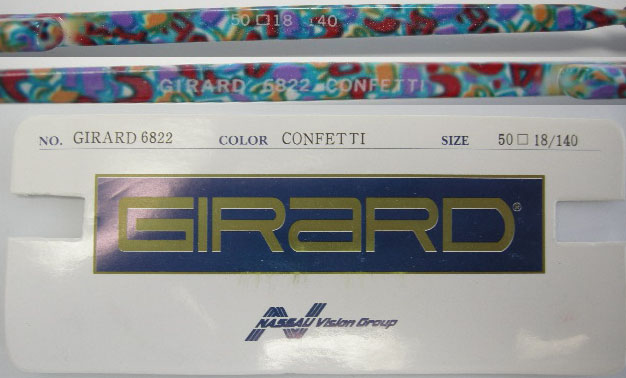 50 □ 18 140
GIRARD 6822 CONFETTI
NO. GIRARD 6822 COLOR CONFETTI SIZE 50 □ 18/140
GIRARD®
N NASSAU Vision Group